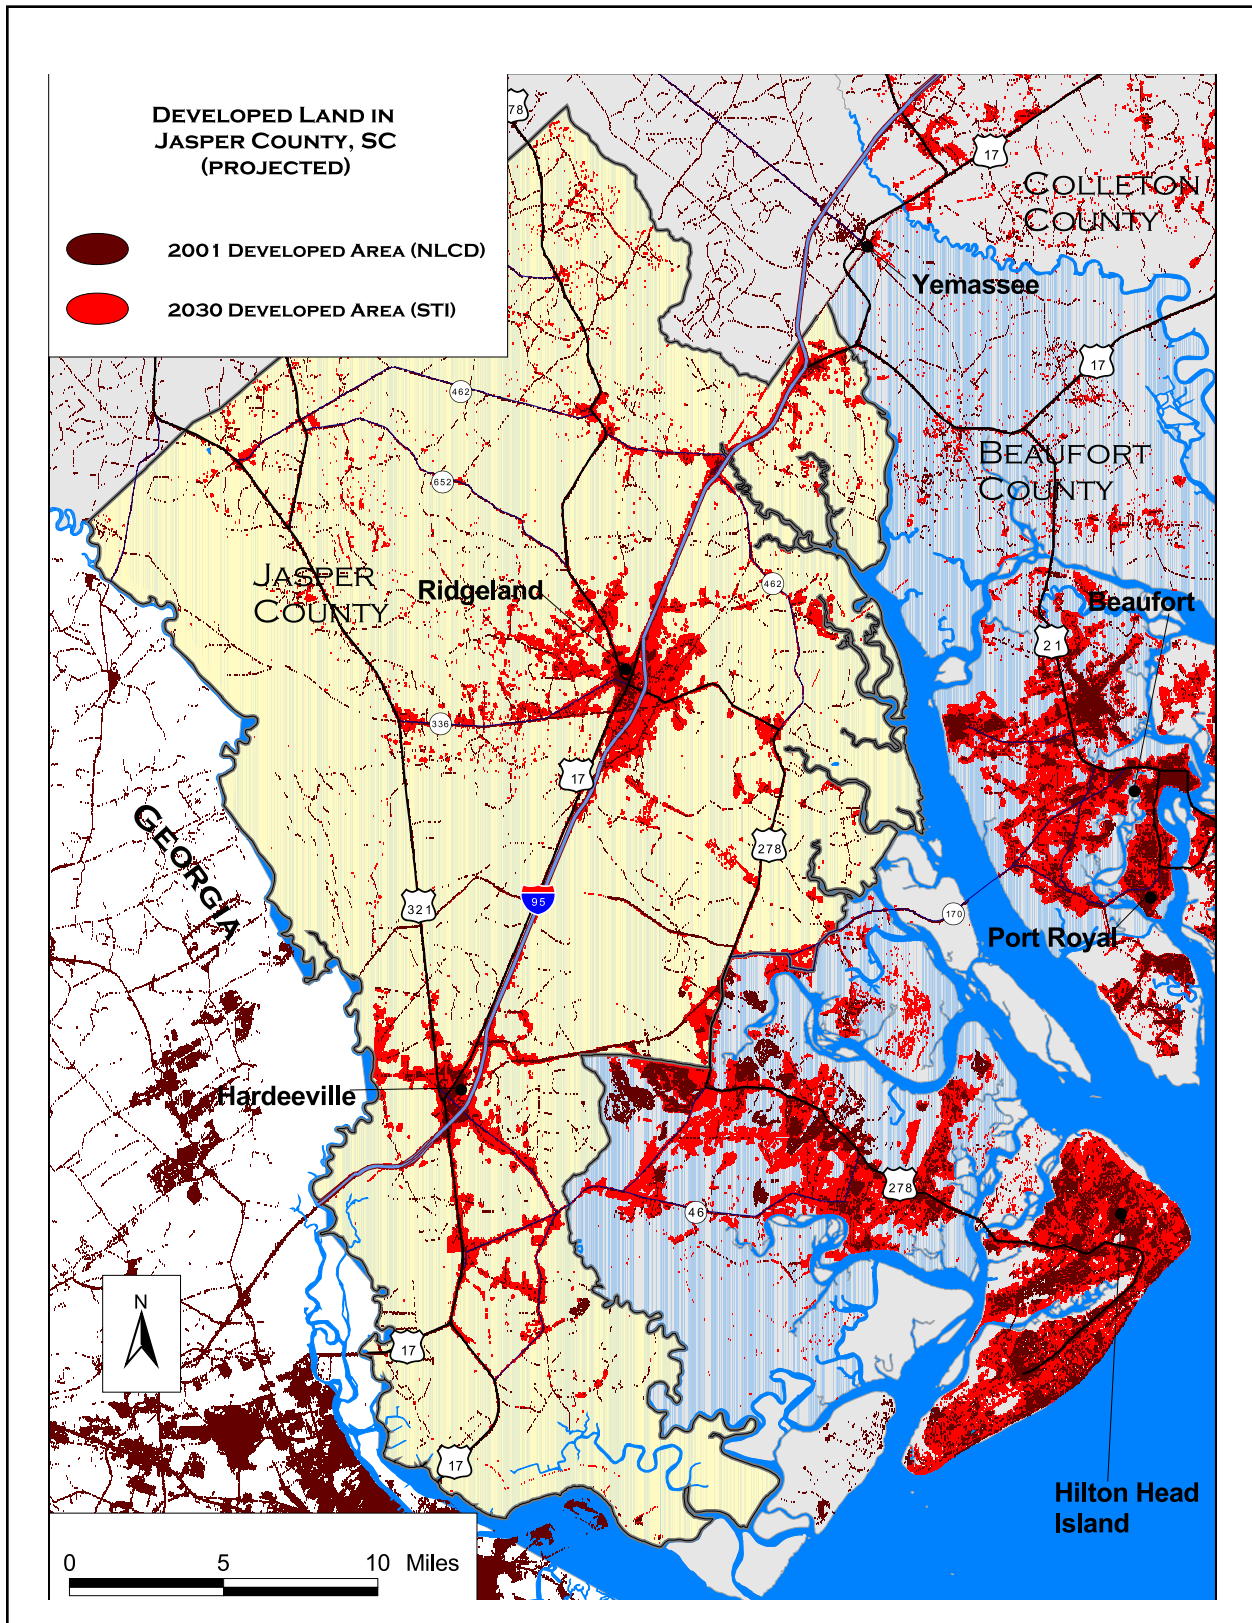 DEVELOPED LAND IN
JASPER COUNTY, SC
(PROJECTED)
2001 DEVELOPED AREA (NLCD)
2030 DEVELOPED AREA (STI)
78
17
COLLETON
COUNTY
Yemassee
17
462
BEAUFORT
COUNTY
652
JASPER
COUNTY
Ridgeland
462
Beaufort
21
336
17
GEORGIA
278
321
95
170
Port Royal
Hardeeville
278
46
N
17
17
Hilton Head
Island
0 5 10 Miles